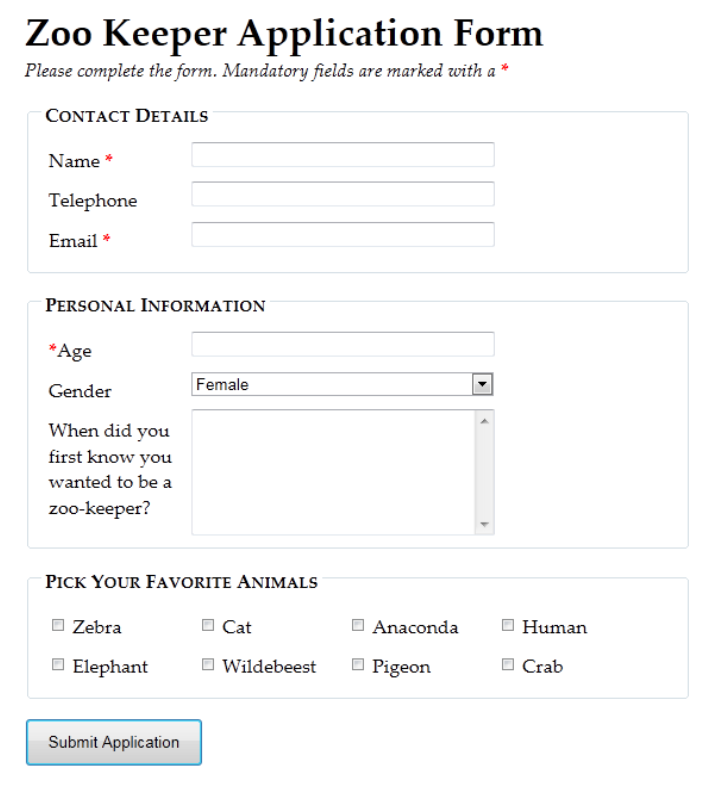 Zoo Keeper Application Form
Please complete the form. Mandatory fields are marked with a *
Contact Details
Name *
Telephone
Email *
Personal Information
*Age
Gender Female
When did you
first know you
wanted to be a
zoo-keeper?
Pick Your Favorite Animals
Zebra Cat Anaconda Human
Elephant Wildebeest Pigeon Crab
Submit Application